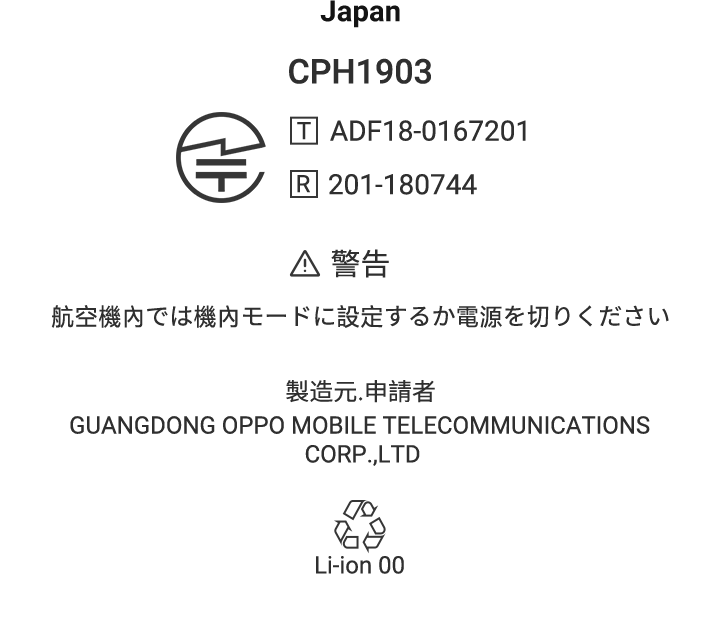 Japan
CPH1903
T ADF18-0167201
R 201-180744
警告
航空機內では機內モードに設定するか電源を切りください
製造元.申請者
GUANGDONG OPPO MOBILE TELECOMMUNICATIONS
CORP.,LTD
Li-ion 00